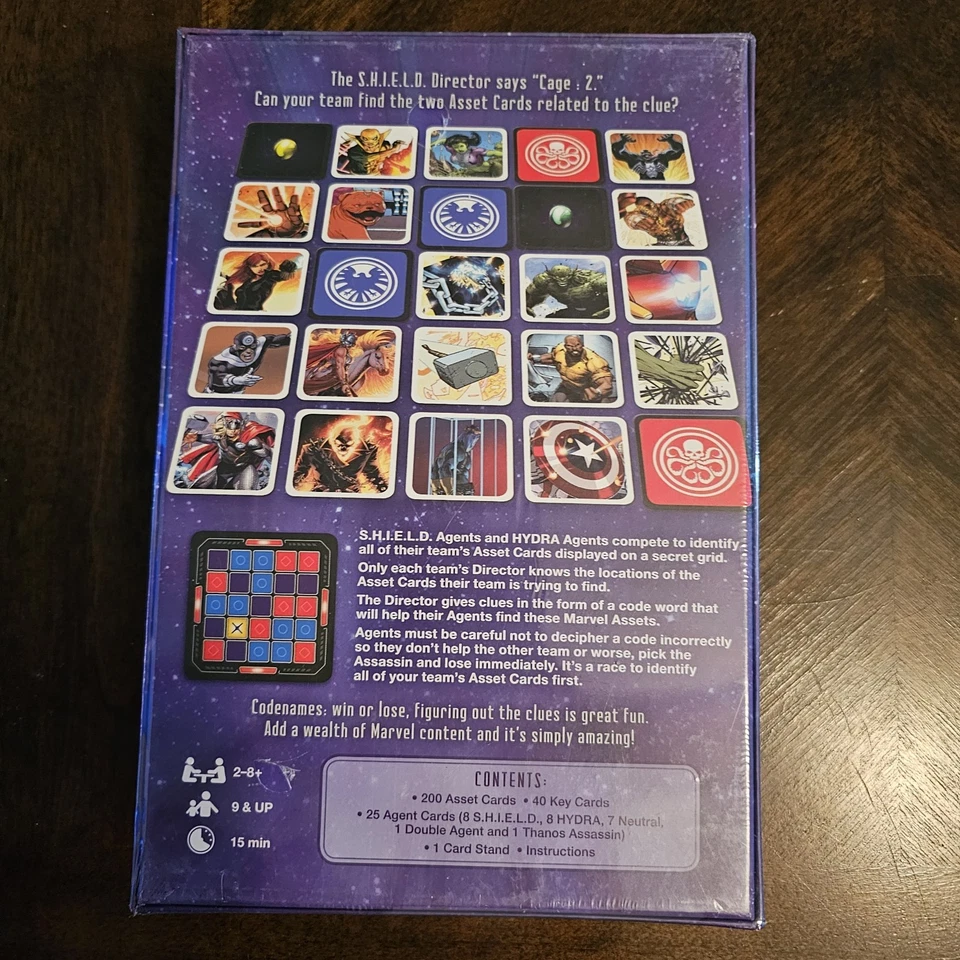 The S.H.I.E.L.D. Director says "Cage : 2."
Can your team find the two Asset Cards related to the clue?
S.H.I.E.L.D. Agents and HYDRA Agents compete to identify
all of their team's Asset Cards displayed on a secret grid.
Only each team's Director knows the locations of the
Asset Cards their team is trying to find.
The Director gives clues in the form of a code word that
will help their Agents find these Marvel Assets.
Agents must be careful not to decipher a code incorrectly
so they don't help the other team or worse, pick the
Assassin and lose immediately. It's a race to identify
all of your team's Asset Cards first.
Codenames: win or lose, figuring out the clues is great fun.
Add a wealth of Marvel content and it's simply amazing!
2-8+
9 & UP
15 min
CONTENTS:
• 200 Asset Cards • 40 Key Cards
• 25 Agent Cards (8 S.H.I.E.L.D., 8 HYDRA, 7 Neutral,
1 Double Agent and 1 Thanos Assassin)
• 1 Card Stand • Instructions